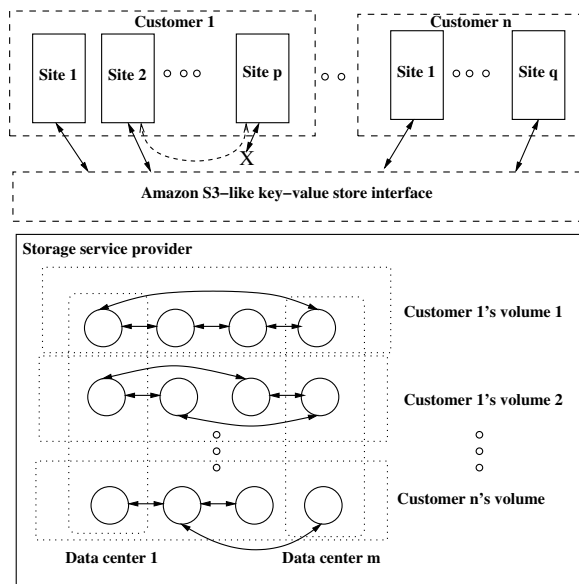 Customer 1
Customer n
Site 1
Site 2
Site p
Site 1
Site q
X
Amazon S3-like key-value store interface
Storage service provider
Customer 1's volume 1
Customer 1's volume 2
Customer n's volume
Data center 1
Data center m